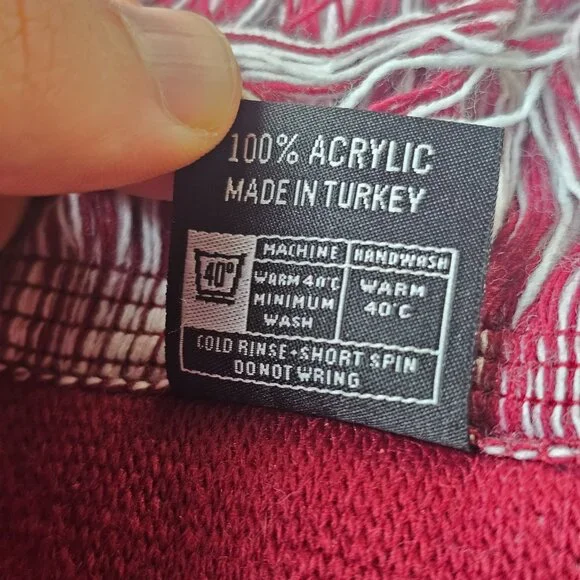 100% ACRYLIC
MADE IN TURKEY
40°
MACHINE
WARM 40°C
MINIMUM
WASH
HANDWASH
WARM
40°C
COLD RINSE-SHORT SPIN
DO NOT WRING